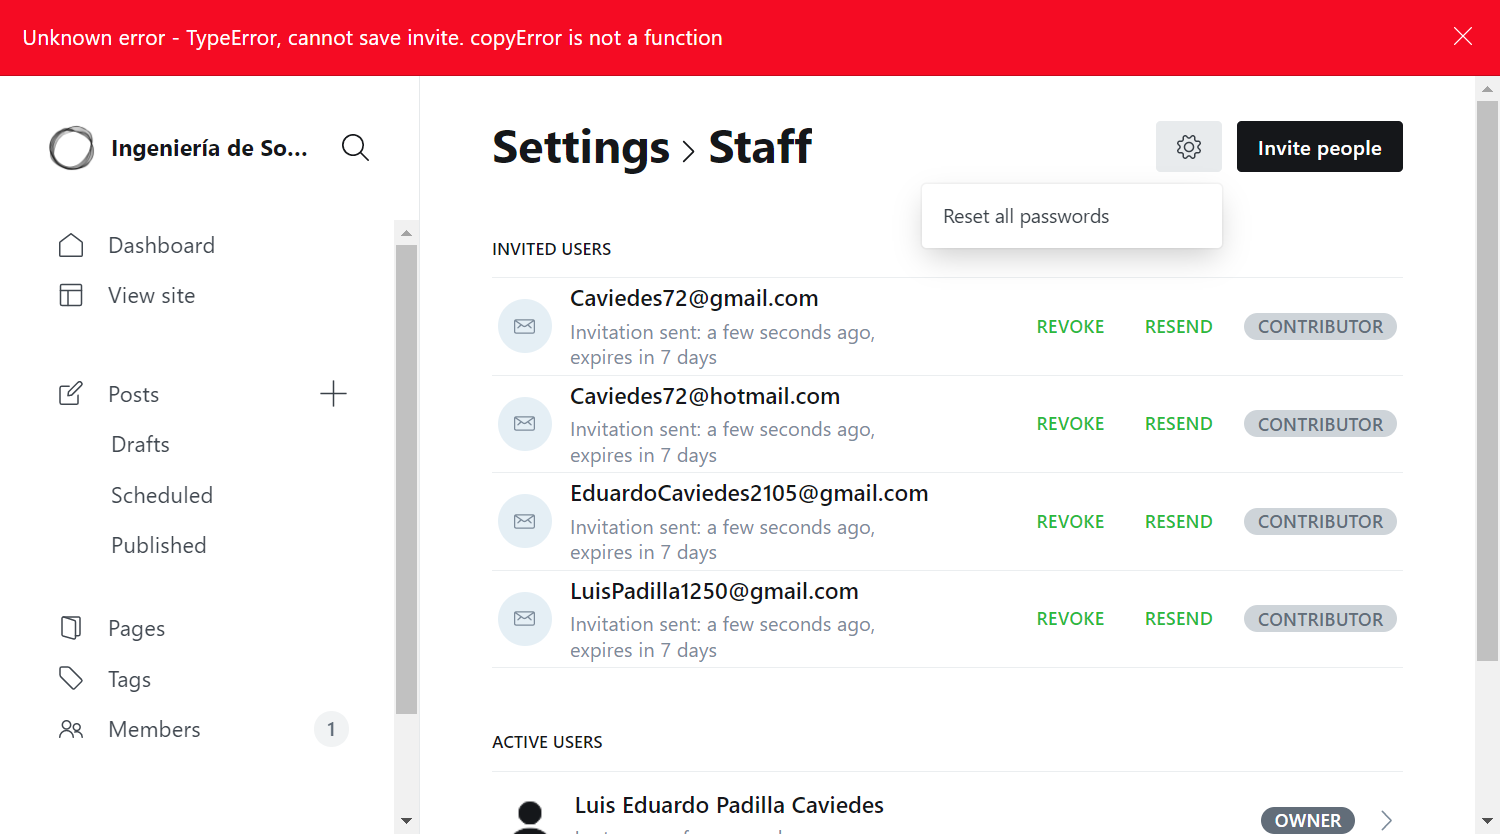 Unknown error - TypeError, cannot save invite. copyError is not a function
Ingeniería de So...
Dashboard
View site
Posts
Drafts
Scheduled
Published
Pages
Tags
Members 1
Settings > Staff
Invite people
Reset all passwords
INVITED USERS
Caviedes72@gmail.com
Invitation sent: a few seconds ago,
expires in 7 days
REVOKE RESEND CONTRIBUTOR
Caviedes72@hotmail.com
Invitation sent: a few seconds ago,
expires in 7 days
REVOKE RESEND CONTRIBUTOR
EduardoCaviedes2105@gmail.com
Invitation sent: a few seconds ago,
expires in 7 days
REVOKE RESEND CONTRIBUTOR
LuisPadilla1250@gmail.com
Invitation sent: a few seconds ago,
expires in 7 days
REVOKE RESEND CONTRIBUTOR
ACTIVE USERS
Luis Eduardo Padilla Caviedes
OWNER